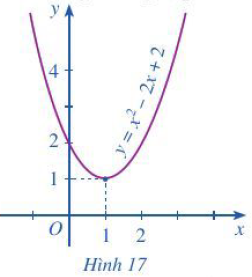 y
4
y = x² − 2x + 2
2
1
O
1 2
x
Hình 17